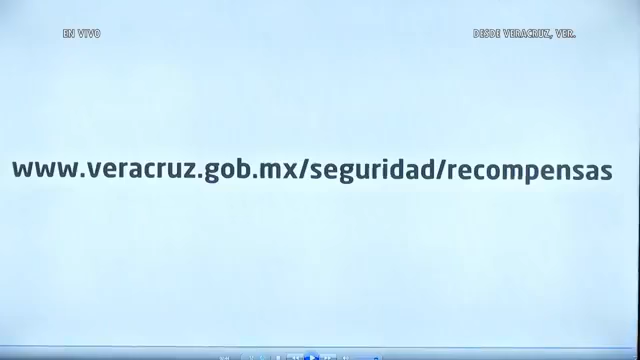 EN VIVO
DESDE VERACRUZ, VER.
www.veracruz.gob.mx/seguridad/recompensas